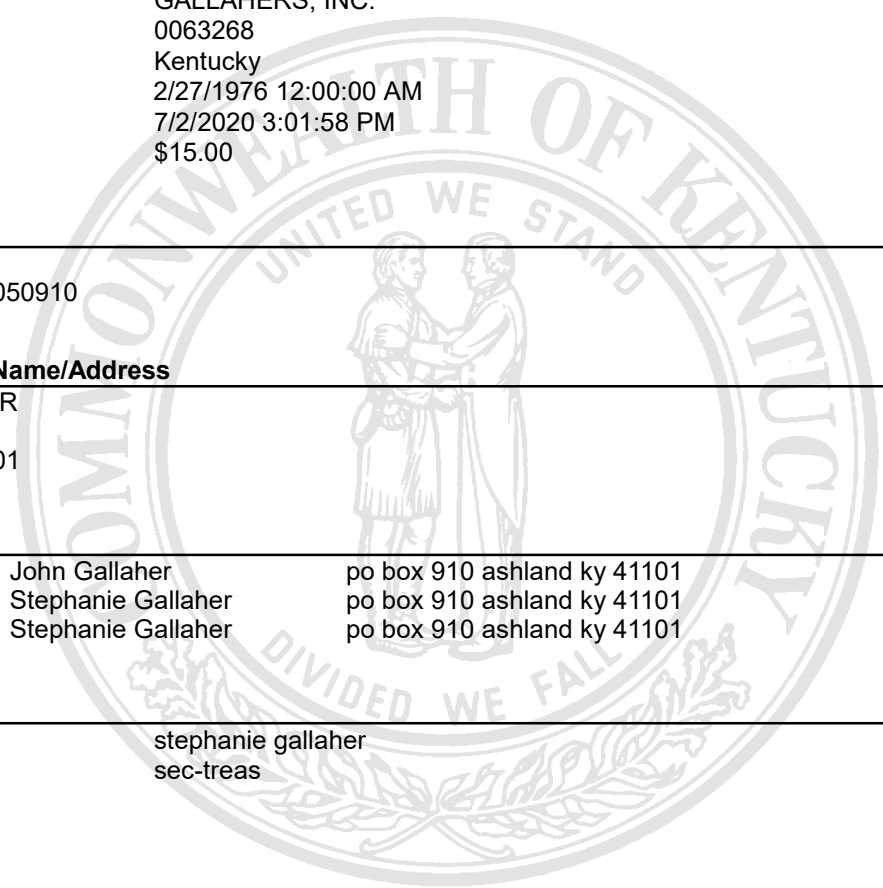 GALLAHERS, INC.
0063268
Kentucky
2/27/1976 12:00:00 AM
7/2/2020 3:01:58 PM
$15.00
COMMONWEALTH OF KENTUCKY
UNITED WE STAND
050910
Name/Address
R
01
John Gallaher po box 910 ashland ky 41101
Stephanie Gallaher po box 910 ashland ky 41101
Stephanie Gallaher po box 910 ashland ky 41101
DIVIDED WE FALL
stephanie gallaher
sec-treas